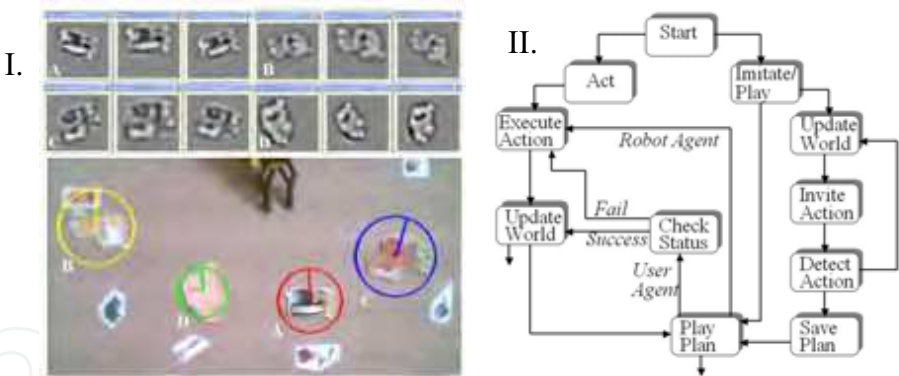 I.
A
B
C
D
B
D
A
C
II.
Start
Act
Imitate/
Play
Execute
Action
Robot Agent
Update
World
Invite
Action
Update
World
Fail
Success
Check
Status
User
Agent
Detect
Action
Play
Plan
Save
Plan